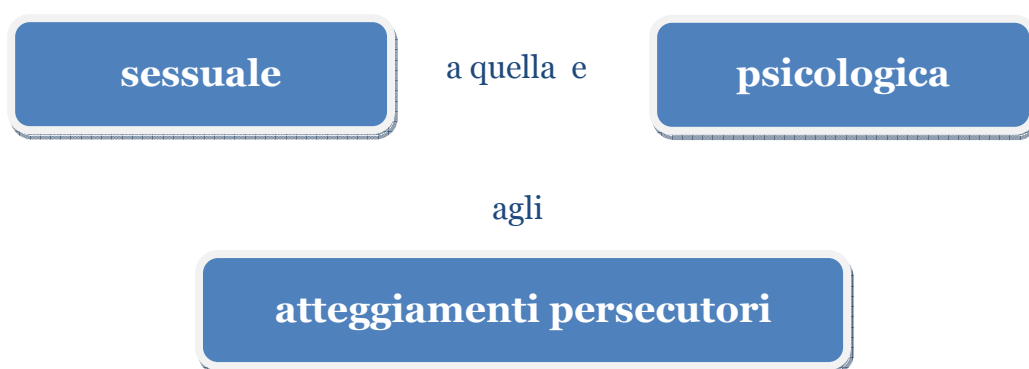 sessuale a quella e psicologica
agli
atteggiamenti persecutori